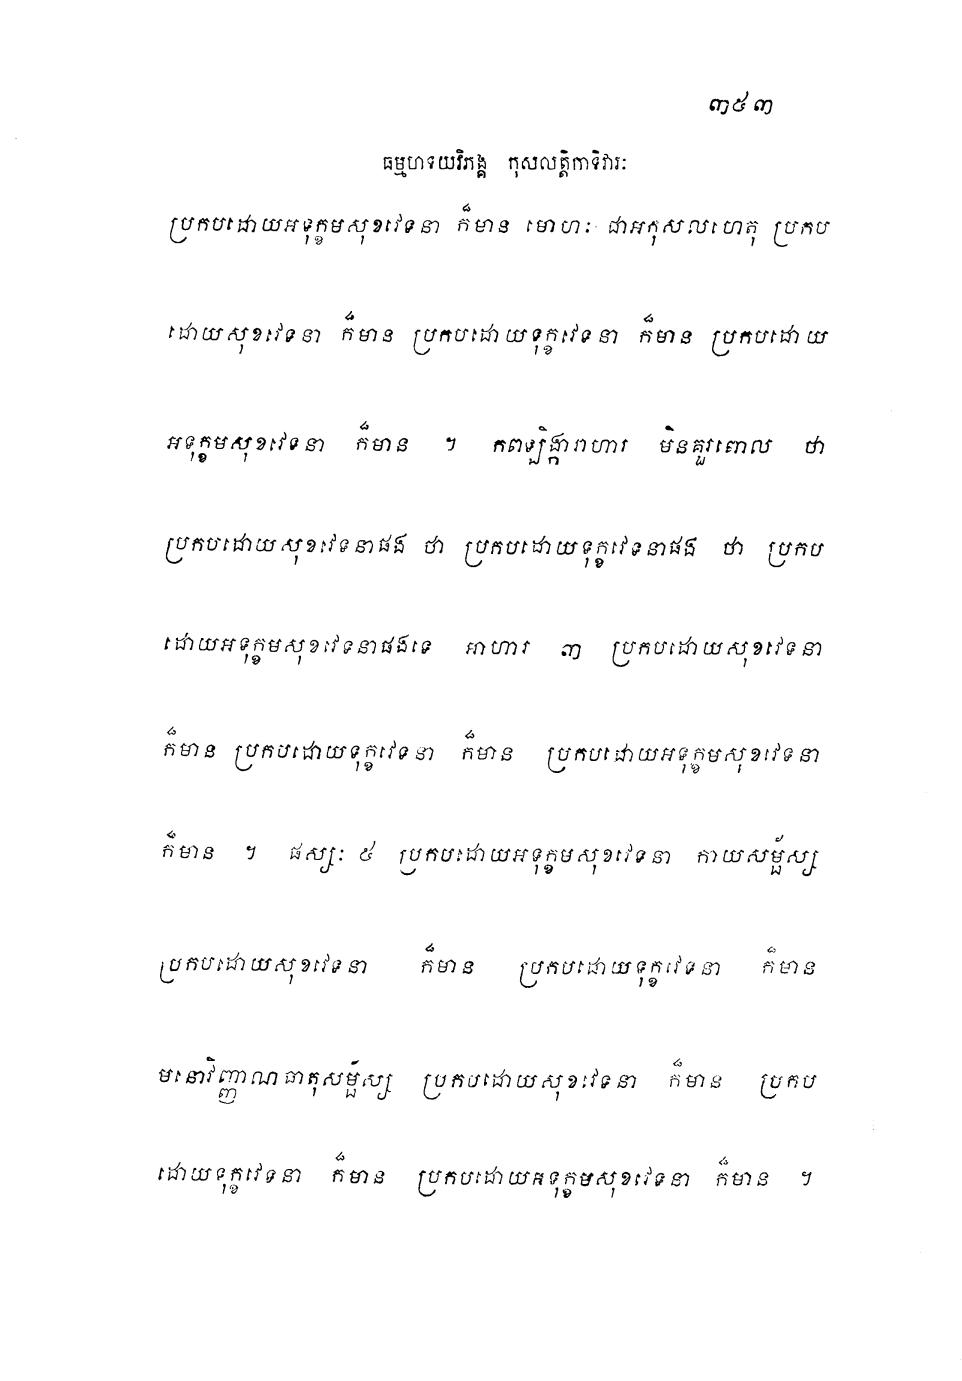 ៣៥៣
ធម្មហទយវិភង្គ កុសលត្តិកាទិវារៈ
ប្រកបដោយអទុក្ខមសុខវេទនា ក៏មាន មោហៈ ជាអកុសលហេតុ ប្រកប
ដោយសុខវេទនា ក៏មាន ប្រកបដោយទុក្ខវេទនា ក៏មាន ប្រកបដោយ
អទុក្ខមសុខវេទនា ក៏មាន ។ កពឡិង្ការាហារ មិនគួរពោល ថា
ប្រកបដោយសុខវេទនាផង ថា ប្រកបដោយទុក្ខវេទនាផង ថា ប្រកប
ដោយអទុក្ខមសុខវេទនាផងទេ អាហារ ៣ ប្រកបដោយសុខវេទនា
ក៏មាន ប្រកបដោយទុក្ខវេទនា ក៏មាន ប្រកបដោយអទុក្ខមសុខវេទនា
ក៏មាន ។ ផស្សៈ ៥ ប្រកបដោយអទុក្ខមសុខវេទនា កាយសម្ផ័ស្ស
ប្រកបដោយសុខវេទនា ក៏មាន ប្រកបដោយទុក្ខវេទនា ក៏មាន
មនោវិញ្ញាណធាតុសម្ផ័ស្ស ប្រកបដោយសុខវេទនា ក៏មាន ប្រកប
ដោយទុក្ខវេទនា ក៏មាន ប្រកបដោយអទុក្ខមសុខវេទនា ក៏មាន ។